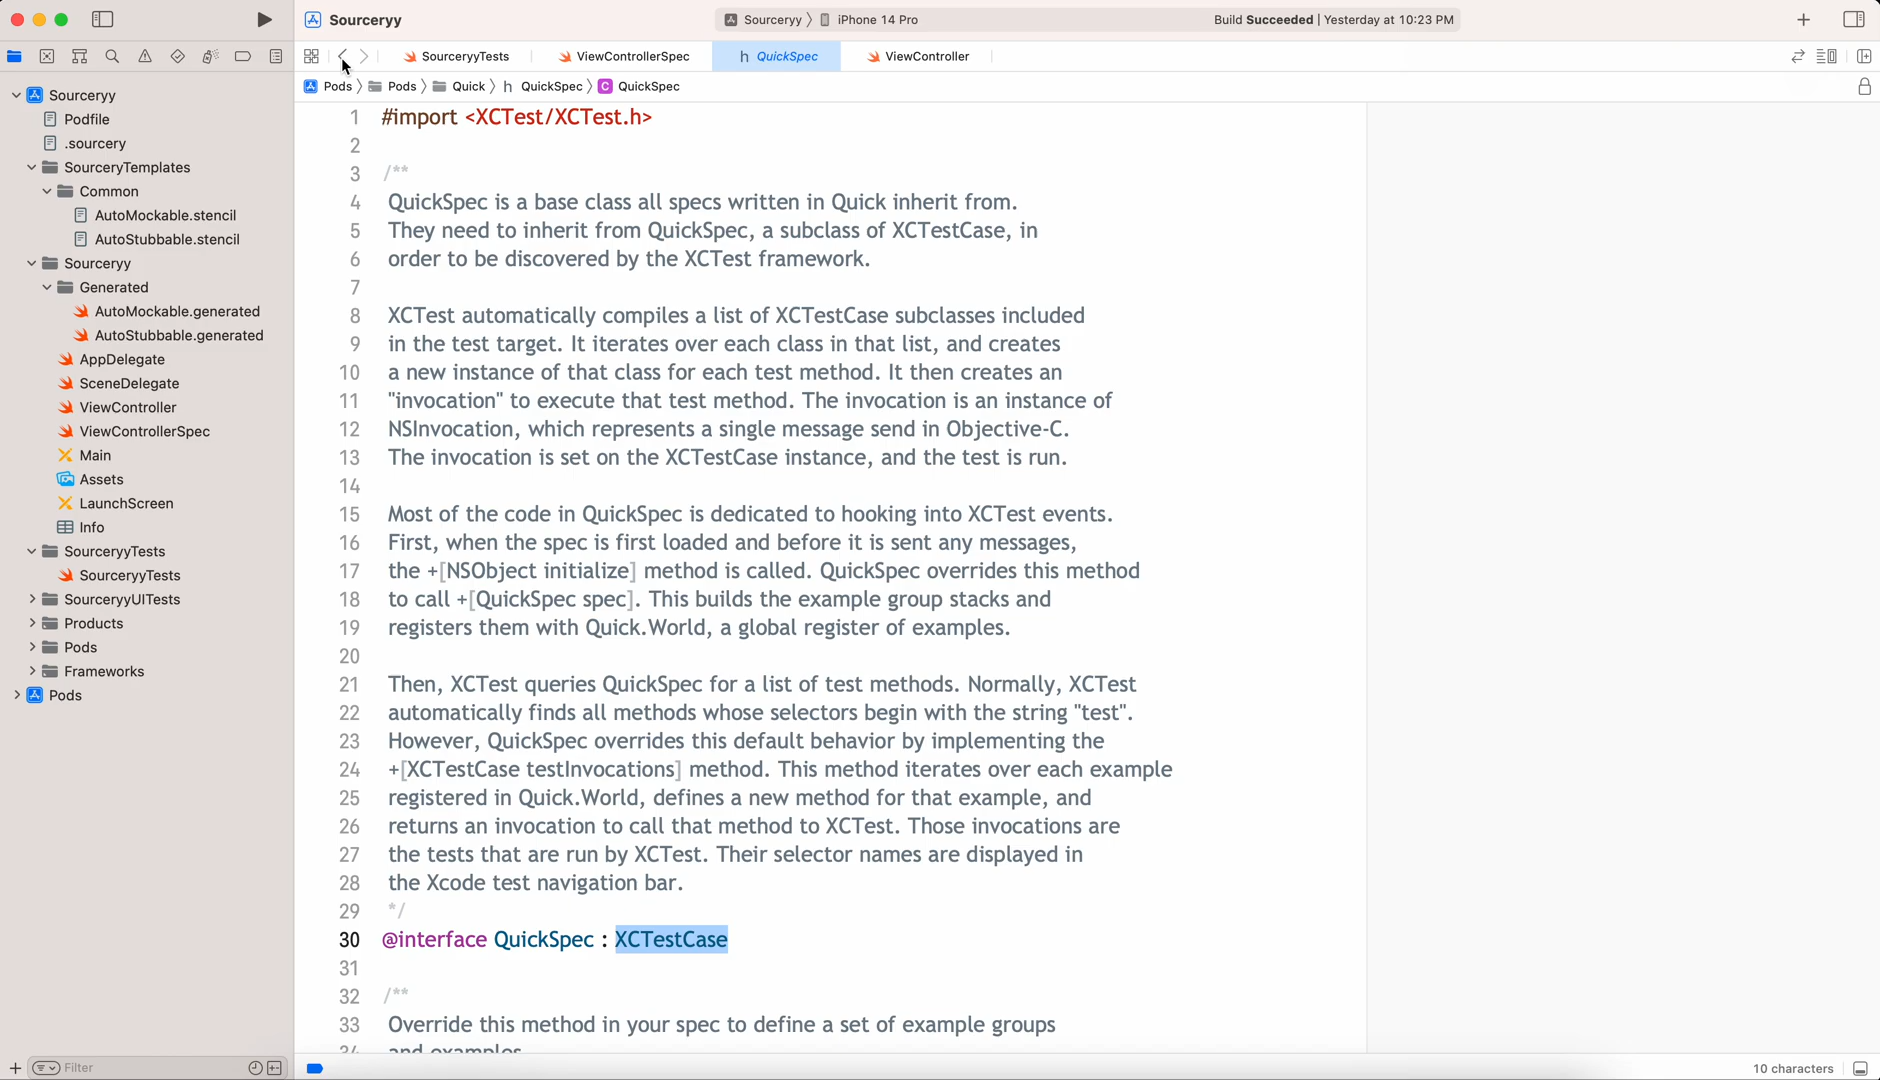 Sourceryy
Sourceryy
iPhone 14 Pro
Build Succeeded | Yesterday at 10:23 PM
SourceryyTests
ViewControllerSpec
h QuickSpec
ViewController
Pods
Pods
Quick
h QuickSpec
C QuickSpec
Sourceryy
Podfile
.sourcery
SourceryTemplates
Common
AutoMockable.stencil
AutoStubbable.stencil
Sourceryy
Generated
AutoMockable.generated
AutoStubbable.generated
AppDelegate
SceneDelegate
ViewController
ViewControllerSpec
Main
Assets
LaunchScreen
Info
SourceryyTests
SourceryyTests
SourceryyUITests
Products
Pods
Frameworks
Pods
Filter
1 #import <XCTest/XCTest.h>
2
3 /**
4 QuickSpec is a base class all specs written in Quick inherit from.
5 They need to inherit from QuickSpec, a subclass of XCTestCase, in
6 order to be discovered by the XCTest framework.
7
8 XCTest automatically compiles a list of XCTestCase subclasses included
9 in the test target. It iterates over each class in that list, and creates
10 a new instance of that class for each test method. It then creates an
11 "invocation" to execute that test method. The invocation is an instance of
12 NSInvocation, which represents a single message send in Objective-C.
13 The invocation is set on the XCTestCase instance, and the test is run.
14
15 Most of the code in QuickSpec is dedicated to hooking into XCTest events.
16 First, when the spec is first loaded and before it is sent any messages,
17 the +[NSObject initialize] method is called. QuickSpec overrides this method
18 to call +[QuickSpec spec]. This builds the example group stacks and
19 registers them with Quick.World, a global register of examples.
20
21 Then, XCTest queries QuickSpec for a list of test methods. Normally, XCTest
22 automatically finds all methods whose selectors begin with the string "test".
23 However, QuickSpec overrides this default behavior by implementing the
24 +[XCTestCase testInvocations] method. This method iterates over each example
25 registered in Quick.World, defines a new method for that example, and
26 returns an invocation to call that method to XCTest. Those invocations are
27 the tests that are run by XCTest. Their selector names are displayed in
28 the Xcode test navigation bar.
29 */
30 @interface QuickSpec : XCTestCase
31
32 /**
33 Override this method in your spec to define a set of example groups
34 and examples
10 characters